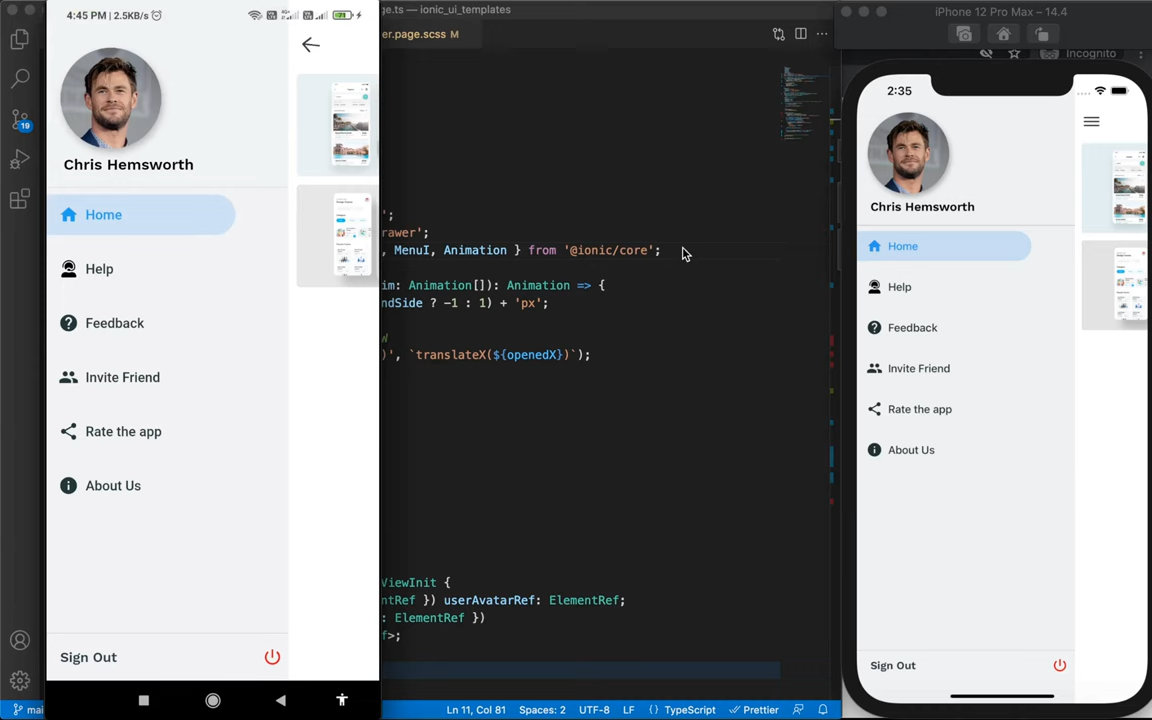 4:45 PM | 2.5KB/s
Chris Hemsworth
Home
Help
Feedback
Invite Friend
Rate the app
About Us
Sign Out
ge.ts — ionic_ui_templates
er.page.scss M
19
';
rawer';
, MenuI, Animation } from '@ionic/core';
im: Animation[]): Animation => {
ndSide ? -1 : 1) + 'px';
)', `translateX(${openedX})`);
ViewInit {
ntRef }) userAvatarRef: ElementRef;
: ElementRef })
f>;
mai
Ln 11, Col 81
Spaces: 2
UTF-8
LF
{} TypeScript
Prettier
iPhone 12 Pro Max – 14.4
Incognito
2:35
Chris Hemsworth
Home
Help
Feedback
Invite Friend
Rate the app
About Us
Sign Out